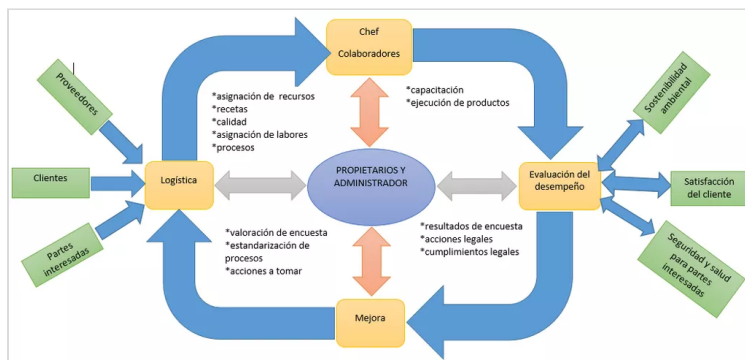 Chef
Colaboradores
Proveedores
*asignación de recursos
*recetas
*calidad
*asignación de labores
*procesos
*capacitación
*ejecución de productos
Sostenibilidad
ambiental
Clientes
Logística
PROPIETARIOS Y
ADMINISTRADOR
Evaluación del
desempeño
Satisfacción
del cliente
Partes
interesadas
*valoración de encuesta
*estandarización de
procesos
*acciones a tomar
*resultados de encuesta
*acciones legales
*cumplimientos legales
Seguridad y salud
para partes
interesadas
Mejora